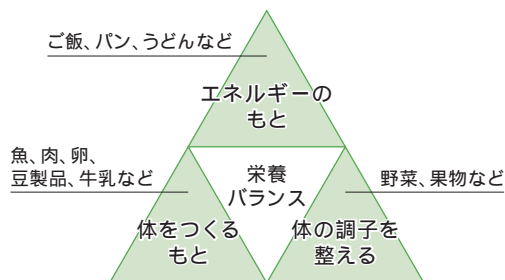 ご飯、パン、うどんなど
エネルギーの
もと
魚、肉、卵、
豆製品、牛乳など
栄養
バランス
野菜、果物など
体をつくる
もと
体の調子を
整える